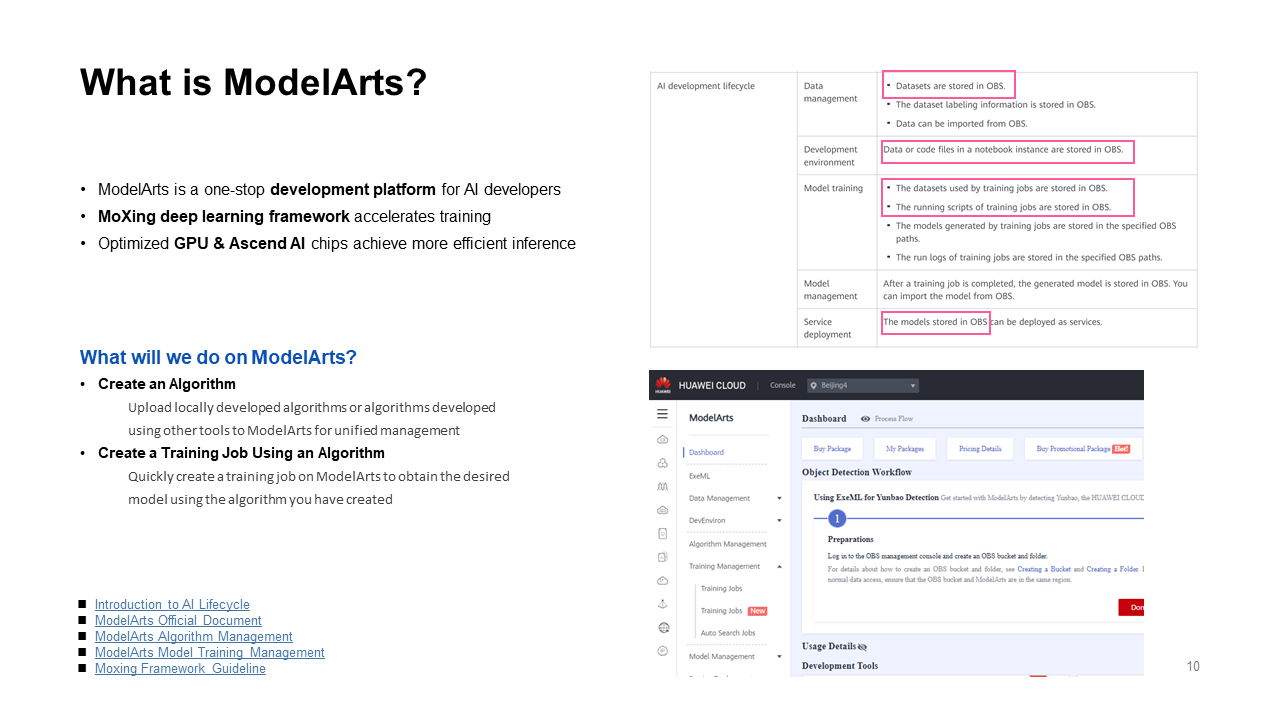 What is ModelArts?
• ModelArts is a one-stop development platform for AI developers
• MoXing deep learning framework accelerates training
• Optimized GPU & Ascend AI chips achieve more efficient inference
What will we do on ModelArts?
• Create an Algorithm
Upload locally developed algorithms or algorithms developed
using other tools to ModelArts for unified management
• Create a Training Job Using an Algorithm
Quickly create a training job on ModelArts to obtain the desired
model using the algorithm you have created
■ Introduction to AI Lifecycle
■ ModelArts Official Document
■ ModelArts Algorithm Management
■ ModelArts Model Training Management
■ Moxing Framework Guideline
AI development lifecycle
Data
management
• Datasets are stored in OBS.
• The dataset labeling information is stored in OBS.
• Data can be imported from OBS.
Development
environment
Data or code files in a notebook instance are stored in OBS.
Model training
• The datasets used by training jobs are stored in OBS.
• The running scripts of training jobs are stored in OBS.
• The models generated by training jobs are stored in the specified OBS
paths.
• The run logs of training jobs are stored in the specified OBS paths.
Model
management
After a training job is completed, the generated model is stored in OBS. You
can import the model from OBS.
Service
deployment
The models stored in OBS can be deployed as services.
HUAWEI
HUAWEI CLOUD
Console
Beijing4
ModelArts
Dashboard
ExeML
Data Management
DevEnviron
Algorithm Management
Training Management
Training Jobs
Training Jobs New
Auto Search Jobs
Model Management
Dashboard
Process Flow
Buy Package
My Packages
Pricing Details
Buy Promotional Package Hot!
Object Detection Workflow
Using ExeML for Yunbao Detection Get started with ModelArts by detecting Yunbao, the HUAWEI CLOUD
1
Preparations
Log in to the OBS management console and create an OBS bucket and folder.
For details about how to create an OBS bucket and folder, see Creating a Bucket and Creating a Folder.
normal data access, ensure that the OBS bucket and ModelArts are in the same region.
Usage Details
Development Tools
10